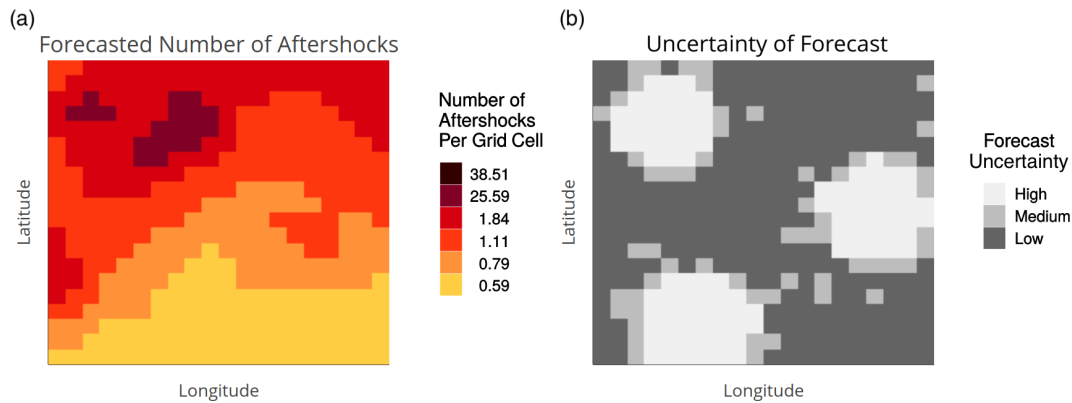 (a)
Forecasted Number of Aftershocks
Latitude
Longitude
Number of
Aftershocks
Per Grid Cell
38.51
25.59
1.84
1.11
0.79
0.59
(b)
Uncertainty of Forecast
Latitude
Longitude
Forecast
Uncertainty
High
Medium
Low